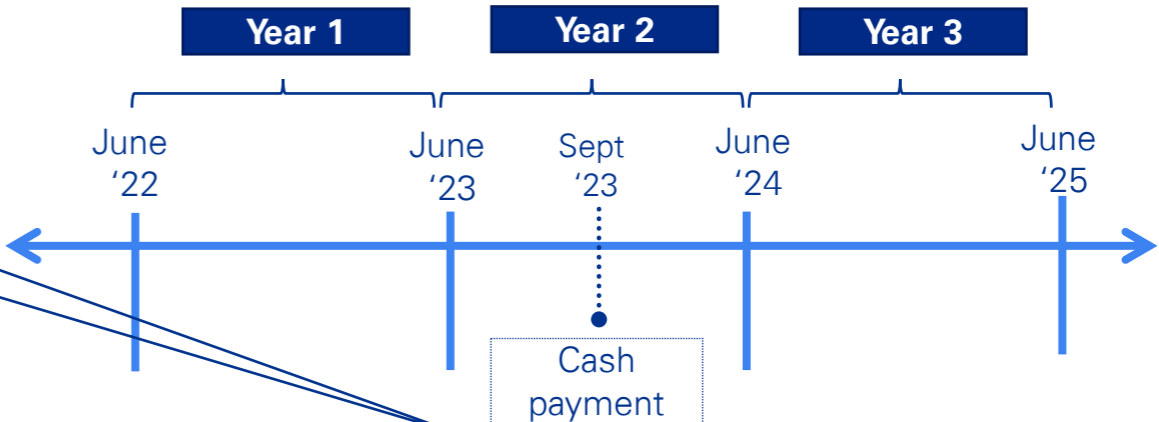 Year 1
Year 2
Year 3
June
‘22
June
‘23
Sept
‘23
June
‘24
June
‘25
Cash
payment